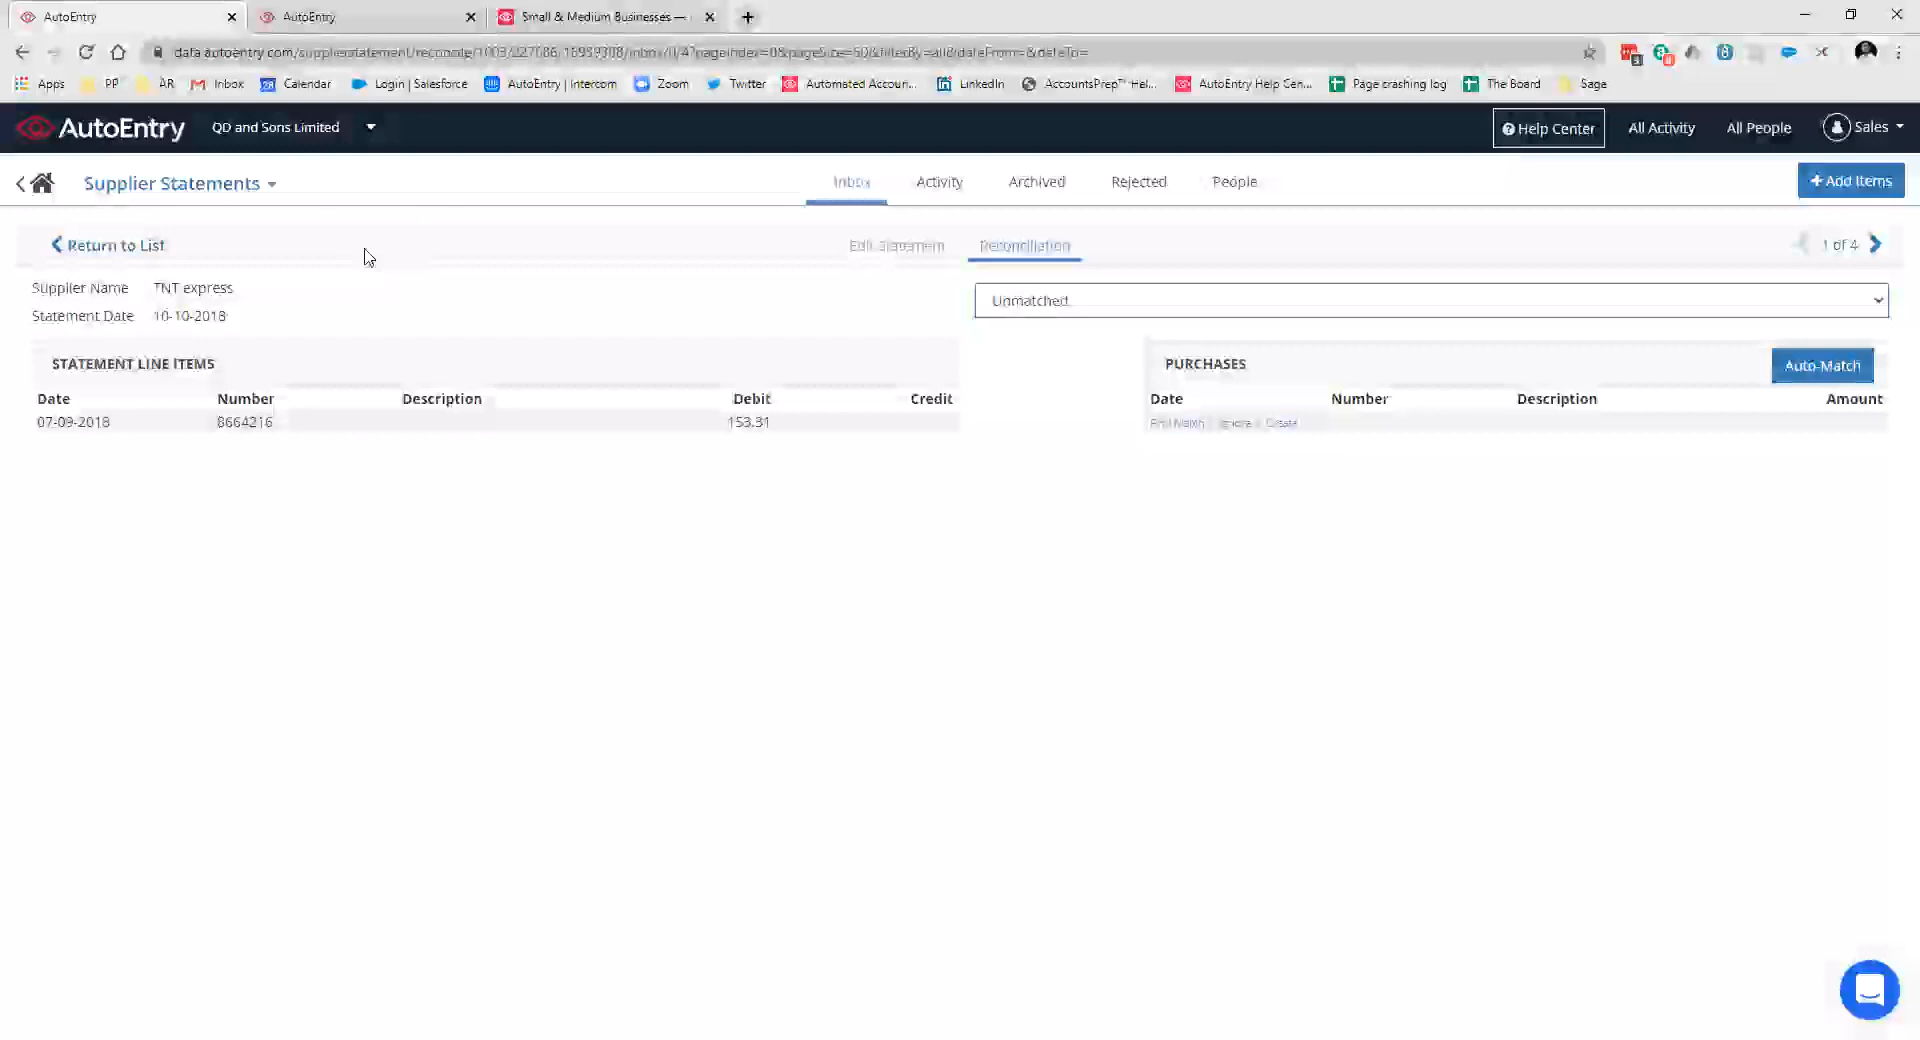 AutoEntry
AutoEntry
Small & Medium Businesses —
Apps
PP
AR
Inbox
Calendar
Login | Salesforce
AutoEntry | Intercom
Zoom
Twitter
Automated Accoun...
LinkedIn
AccountsPrep™ Hel...
AutoEntry Help Cen...
Page crashing log
The Board
Sage
AutoEntry
QD and Sons Limited
Help Center
All Activity
All People
Sales
Supplier Statements
Inbox
Activity
Archived
Rejected
People
+ Add Items
Return to List
Edit Statement
Reconciliation
1 of 4
Supplier Name TNT express
Unmatched
Statement Date 10-10-2018
STATEMENT LINE ITEMS
PURCHASES
Auto-Match
Date Number Description Debit Credit
Date Number Description Amount
07-09-2018 8664216 153.31
Find Match Ignore Create